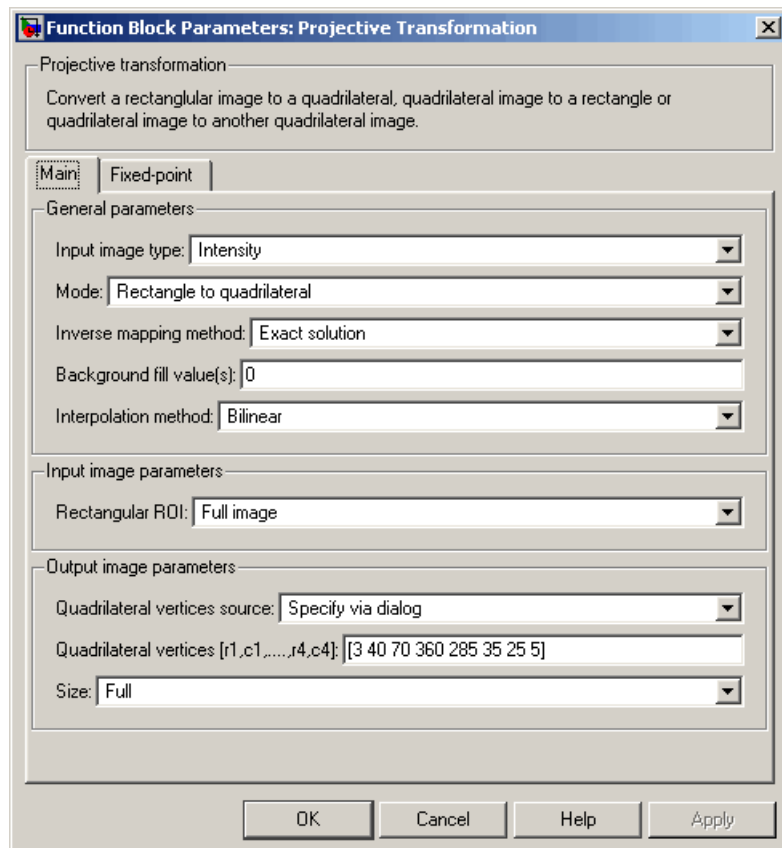 Function Block Parameters: Projective Transformation
Projective transformation
Convert a rectanglular image to a quadrilateral, quadrilateral image to a rectangle or
quadrilateral image to another quadrilateral image.
Main Fixed-point
General parameters
Input image type: Intensity
Mode: Rectangle to quadrilateral
Inverse mapping method: Exact solution
Background fill value(s): 0
Interpolation method: Bilinear
Input image parameters
Rectangular ROI: Full image
Output image parameters
Quadrilateral vertices source: Specify via dialog
Quadrilateral vertices [r1,c1,....,r4,c4]: [3 40 70 360 285 35 25 5]
Size: Full
OK Cancel Help Apply